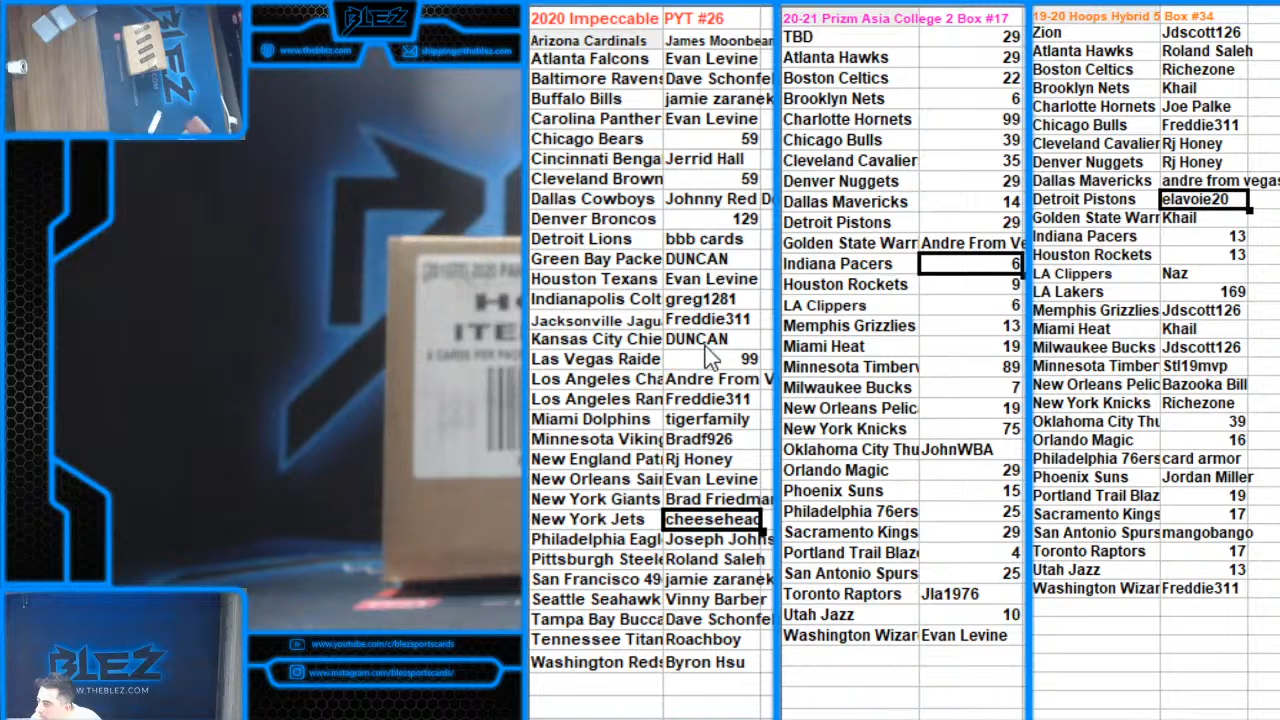 BLEZ
www.theblez.com
shipping@theblez.com
BLEZ
2020 Impeccable PYT #26
Arizona Cardinals James Moonbear
Atlanta Falcons Evan Levine
Baltimore Ravens Dave Schonfel
Buffalo Bills jamie zaranek
Carolina Panther Evan Levine
Chicago Bears 59
Cincinnati Benga Jerrid Hall
Cleveland Brown 59
Dallas Cowboys Johnny Red D
Denver Broncos 129
Detroit Lions bbb cards
Green Bay Packe DUNCAN
Houston Texans Evan Levine
Indianapolis Colt greg1281
Jacksonville Jagu Freddie311
Kansas City Chie DUNCAN
Las Vegas Raide 99
Los Angeles Cha Andre From V
Los Angeles Ran Freddie311
Miami Dolphins tigerfamily
Minnesota Viking Bradf926
New England Pat Rj Honey
New Orleans Sai Evan Levine
New York Giants Brad Friedman
New York Jets cheesehead
Philadelphia Eagl Joseph Johns
Pittsburgh Steele Roland Saleh
San Francisco 49 jamie zaranek
Seattle Seahawk Vinny Barber
Tampa Bay Bucca Dave Schonfel
Tennessee Titan Roachboy
Washington Reds Byron Hsu
20-21 Prizm Asia College 2 Box #17
TBD 29
Atlanta Hawks 29
Boston Celtics 22
Brooklyn Nets 6
Charlotte Hornets 99
Chicago Bulls 39
Cleveland Cavalier 35
Denver Nuggets 29
Dallas Mavericks 14
Detroit Pistons 29
Golden State Warr Andre From Ve
Indiana Pacers 6
Houston Rockets 9
LA Clippers 6
Memphis Grizzlies 13
Miami Heat 19
Minnesota Timberv 89
Milwaukee Bucks 7
New Orleans Pelic 19
New York Knicks 75
Oklahoma City Thu JohnWBA
Orlando Magic 29
Phoenix Suns 15
Philadelphia 76ers 25
Sacramento Kings 29
Portland Trail Blaz 4
San Antonio Spurs 25
Toronto Raptors Jla1976
Utah Jazz 10
Washington Wizar Evan Levine
19-20 Hoops Hybrid 5 Box #34
Zion Jdscott126
Atlanta Hawks Roland Saleh
Boston Celtics Richezone
Brooklyn Nets Khail
Charlotte Hornets Joe Palke
Chicago Bulls Freddie311
Cleveland Cavalier Rj Honey
Denver Nuggets Rj Honey
Dallas Mavericks andre from vegas
Detroit Pistons elavoie20
Golden State Warr Khail
Indiana Pacers 13
Houston Rockets 13
LA Clippers Naz
LA Lakers 169
Memphis Grizzlies Jdscott126
Miami Heat Khail
Milwaukee Bucks Jdscott126
Minnesota Timber Stl19mvp
New Orleans Pelic Bazooka Bill
New York Knicks Richezone
Oklahoma City Thu 39
Orlando Magic 16
Philadelphia 76ers card armor
Phoenix Suns Jordan Miller
Portland Trail Blaz 19
Sacramento Kings 17
San Antonio Spurs mangobango
Toronto Raptors 17
Utah Jazz 13
Washington Wizar Freddie311
BLEZ
W.THEBLEZ.COM
www.youtube.com/c/blezsportscards
www.instagram.com/blezsportscards/